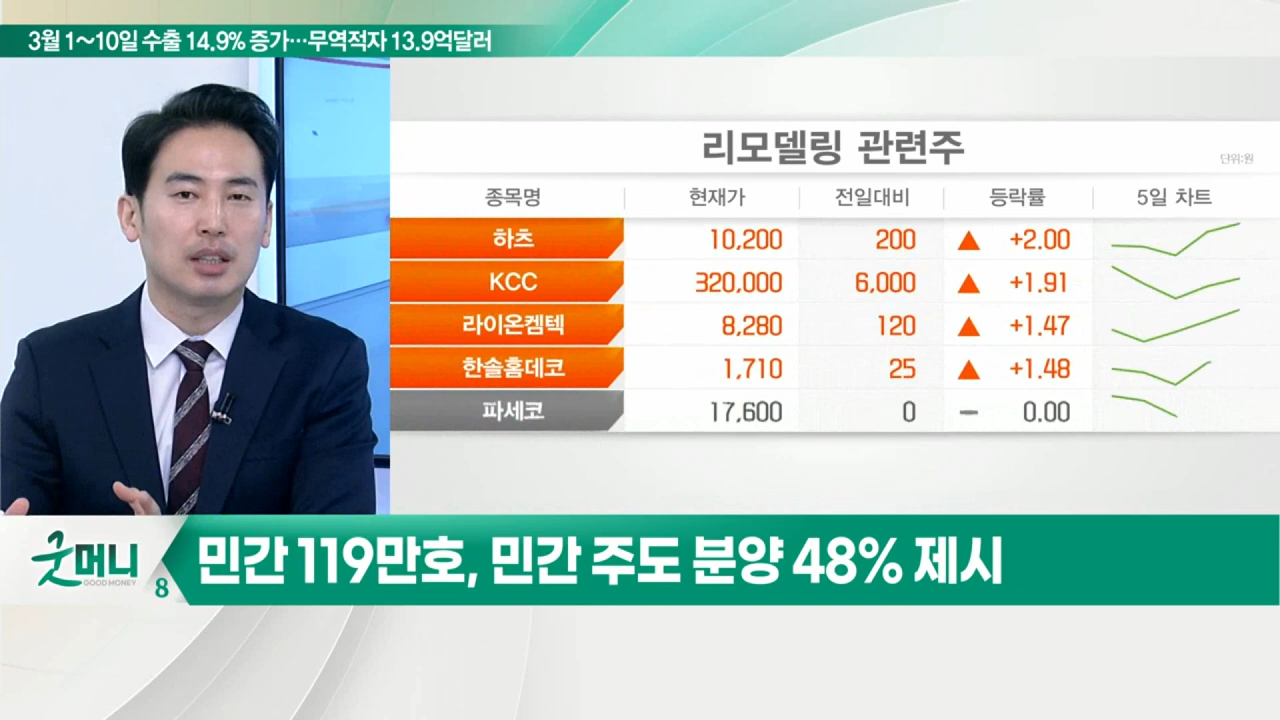 3월 1~10일 수출 14.9% 증가…무역적자 13.9억달러
리모델링 관련주
단위:원
종목명 현재가 전일대비 등락률 5일 차트
하츠 10,200 200 ▲ +2.00
KCC 320,000 6,000 ▲ +1.91
라이온켐텍 8,280 120 ▲ +1.47
한솔홈데코 1,710 25 ▲ +1.48
파세코 17,600 0 - 0.00
굿머니
GOOD MONEY
8
민간 119만호, 민간 주도 분양 48% 제시